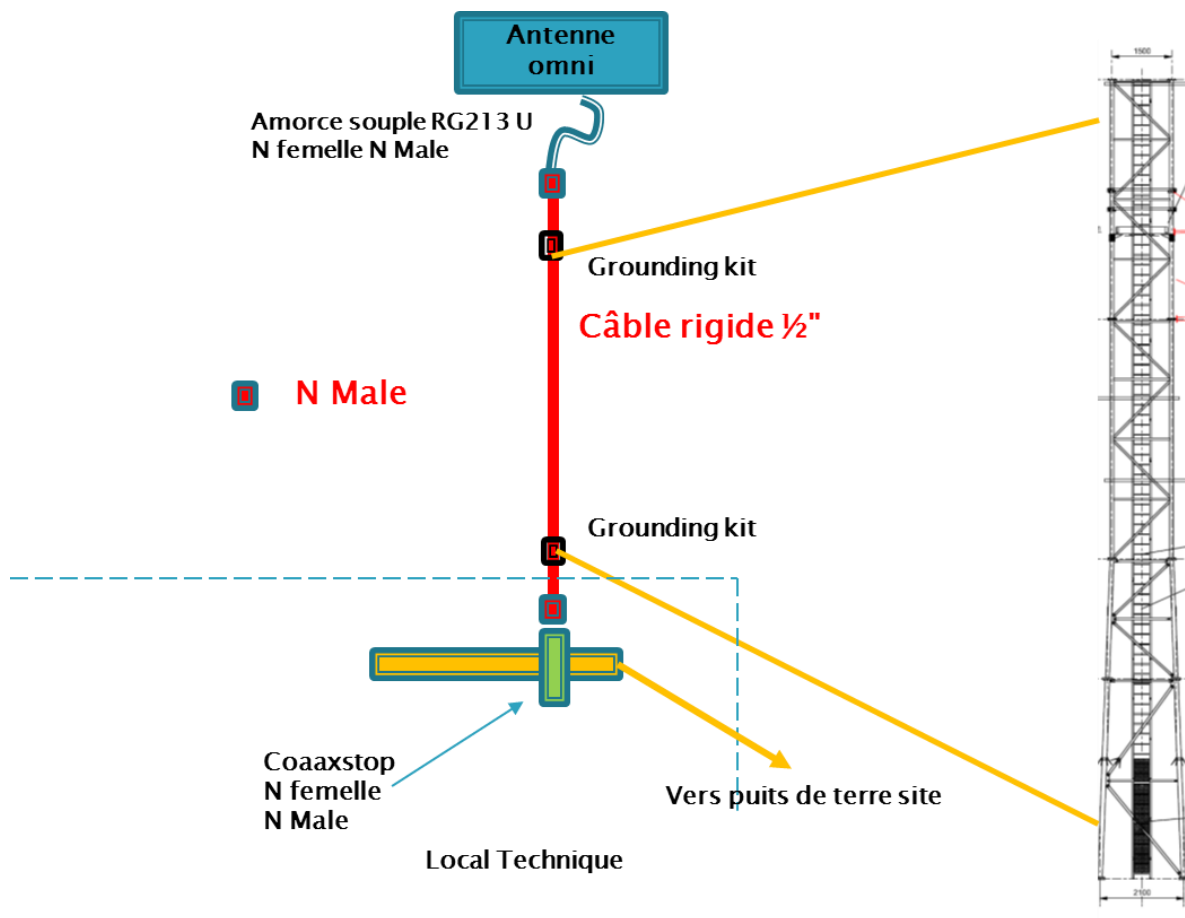 Antenne
omni
1500
Amorce souple RG213 U
N femelle N Male
Grounding kit
Câble rigide ½"
N Male
Grounding kit
Coaaxstop
N femelle
N Male
Vers puits de terre site
Local Technique
2100